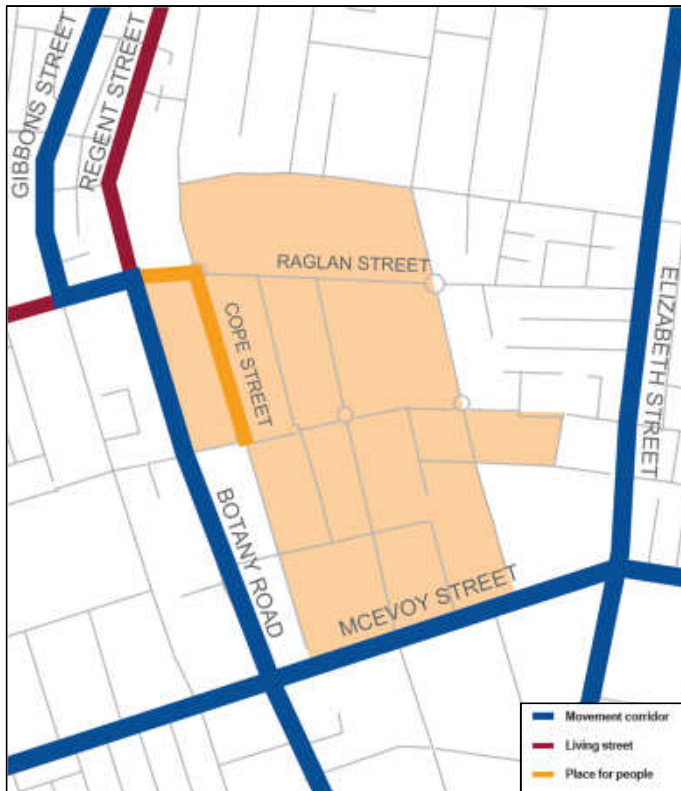 GIBBONS STREET
REGENT STREET
RAGLAN STREET
ELIZABETH STREET
COPE STREET
BOTANY ROAD
MCEVOY STREET
Movement corridor
Living street
Place for people